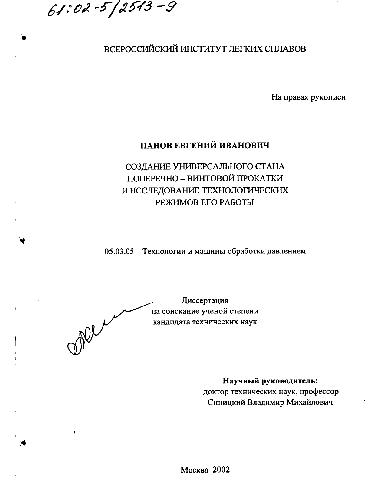 61:02-5/2513-9
ВСЕРОССИЙСКИЙ ИНСТИТУТ ЛЕГКИХ СПЛАВОВ
На правах рукописи
ПАНОВ ЕВГЕНИЙ ИВАНОВИЧ
СОЗДАНИЕ УНИВЕРСАЛЬНОГО СТАНА
ПОПЕРЕЧНО – ВИНТОВОЙ ПРОКАТКИ
И ИССЛЕДОВАНИЕ ТЕХНОЛОГИЧЕСКИХ
РЕЖИМОВ ЕГО РАБОТЫ
05.03.05 Технологии и машины обработки давлением
Диссертация
на соискание ученой степени
кандидата технических наук
Научный руководитель:
доктор технических наук, профессор
Синицкий Владимир Михайлович
Москва 2002